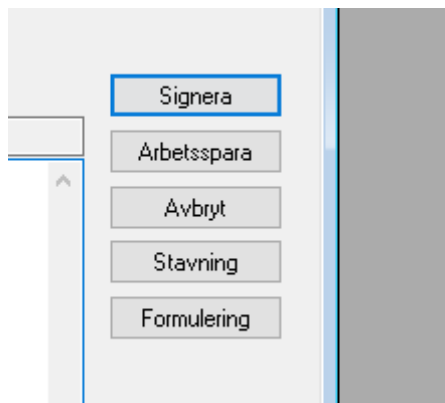 Signera
Arbetsspara
Avbryt
Stavning
Formulering